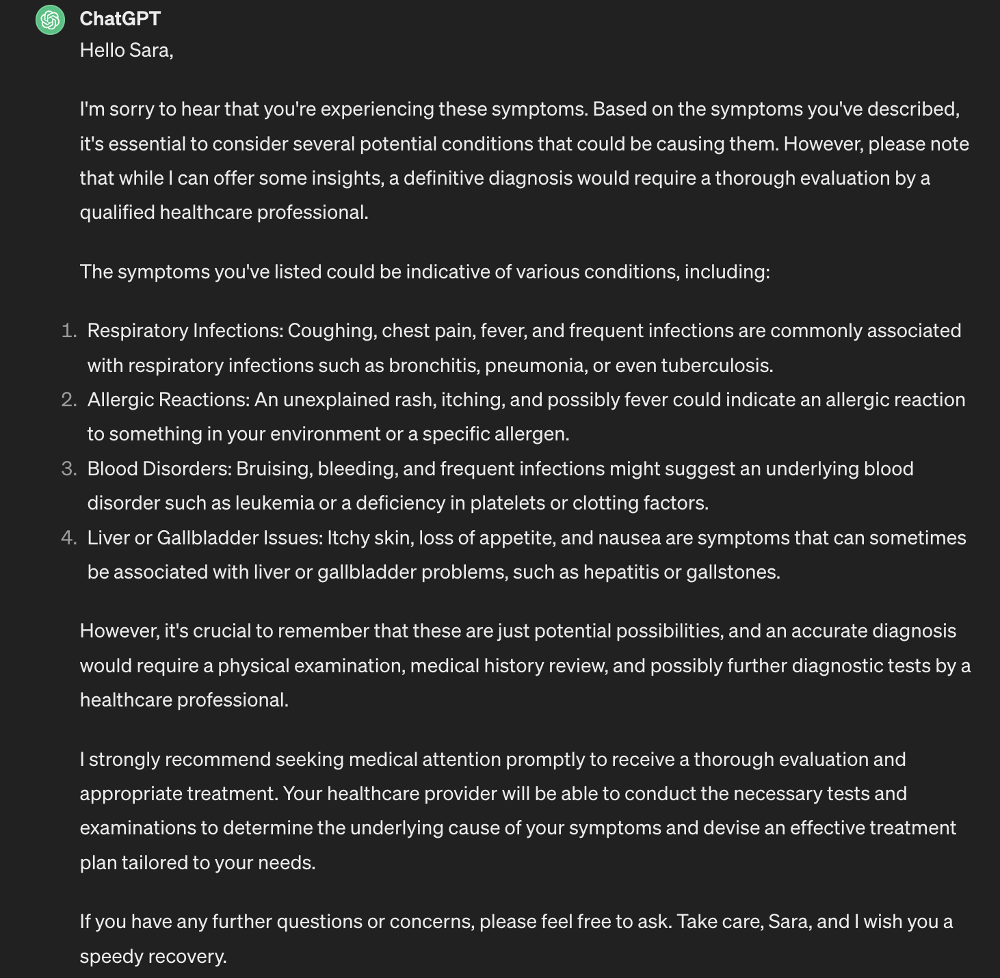 ChatGPT
Hello Sara,
I'm sorry to hear that you're experiencing these symptoms. Based on the symptoms you've described,
it's essential to consider several potential conditions that could be causing them. However, please note
that while I can offer some insights, a definitive diagnosis would require a thorough evaluation by a
qualified healthcare professional.
The symptoms you've listed could be indicative of various conditions, including:
1. Respiratory Infections: Coughing, chest pain, fever, and frequent infections are commonly associated
with respiratory infections such as bronchitis, pneumonia, or even tuberculosis.
2. Allergic Reactions: An unexplained rash, itching, and possibly fever could indicate an allergic reaction
to something in your environment or a specific allergen.
3. Blood Disorders: Bruising, bleeding, and frequent infections might suggest an underlying blood
disorder such as leukemia or a deficiency in platelets or clotting factors.
4. Liver or Gallbladder Issues: Itchy skin, loss of appetite, and nausea are symptoms that can sometimes
be associated with liver or gallbladder problems, such as hepatitis or gallstones.
However, it's crucial to remember that these are just potential possibilities, and an accurate diagnosis
would require a physical examination, medical history review, and possibly further diagnostic tests by a
healthcare professional.
I strongly recommend seeking medical attention promptly to receive a thorough evaluation and
appropriate treatment. Your healthcare provider will be able to conduct the necessary tests and
examinations to determine the underlying cause of your symptoms and devise an effective treatment
plan tailored to your needs.
If you have any further questions or concerns, please feel free to ask. Take care, Sara, and I wish you a
speedy recovery.